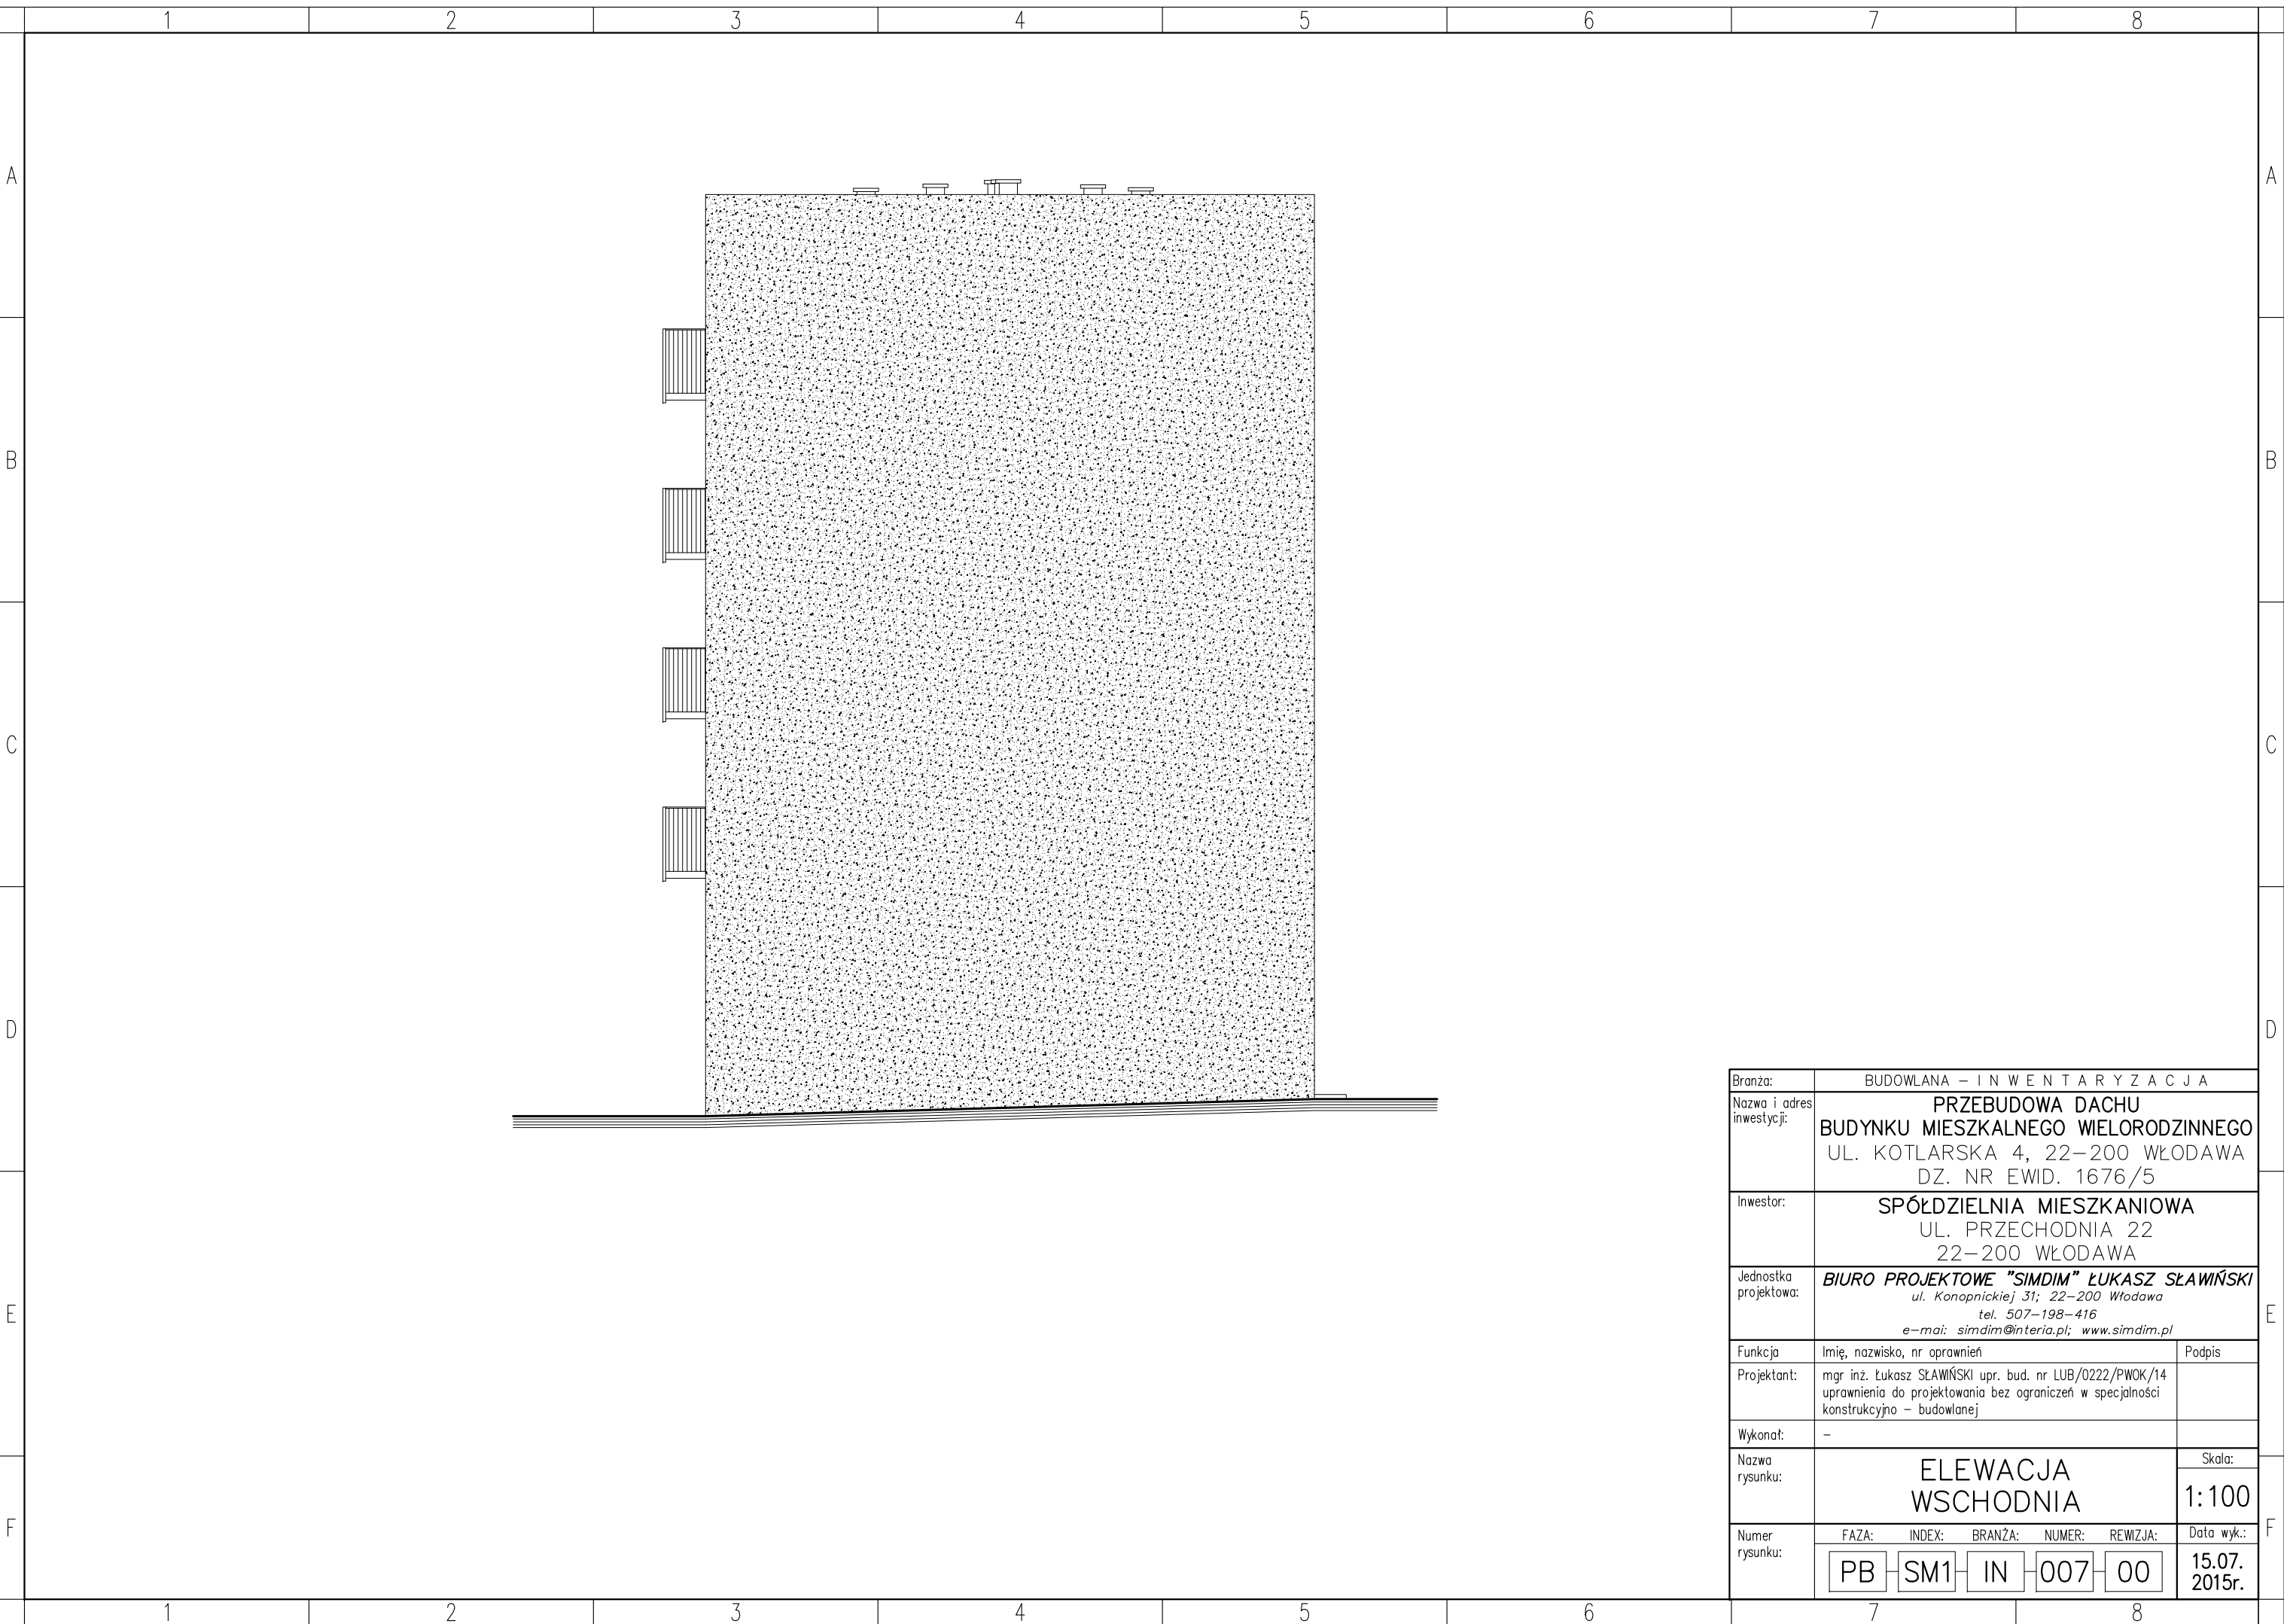 1 2 3 4 5 6 7 8
A A
B B
C C
D D
E E
F F
Branża: BUDOWLANA – I N W E N T A R Y Z A C J A
Nazwa i adres inwestycji:
PRZEBUDOWA DACHU
BUDYNKU MIESZKALNEGO WIELORODZINNEGO
UL. KOTLARSKA 4, 22–200 WŁODAWA
DZ. NR EWID. 1676/5
Inwestor:
SPÓŁDZIELNIA MIESZKANIOWA
UL. PRZECHODNIA 22
22–200 WŁODAWA
Jednostka projektowa:
BIURO PROJEKTOWE "SIMDIM" ŁUKASZ SŁAWIŃSKI
ul. Konopnickiej 31; 22–200 Włodawa
tel. 507–198–416
e–mai: simdim@interia.pl; www.simdim.pl
Funkcja Imię, nazwisko, nr oprawnień Podpis
Projektant: mgr inż. Łukasz SŁAWIŃSKI upr. bud. nr LUB/0222/PWOK/14
uprawnienia do projektowania bez ograniczeń w specjalności
konstrukcyjno – budowlanej
Wykonał: –
Nazwa rysunku:
ELEWACJA
WSCHODNIA
Skala:
1:100
Numer rysunku:
FAZA: INDEX: BRANŻA: NUMER: REWIZJA:
PB SM1 IN 007 00
Data wyk.:
15.07.
2015r.
1 2 3 4 5 6 7 8